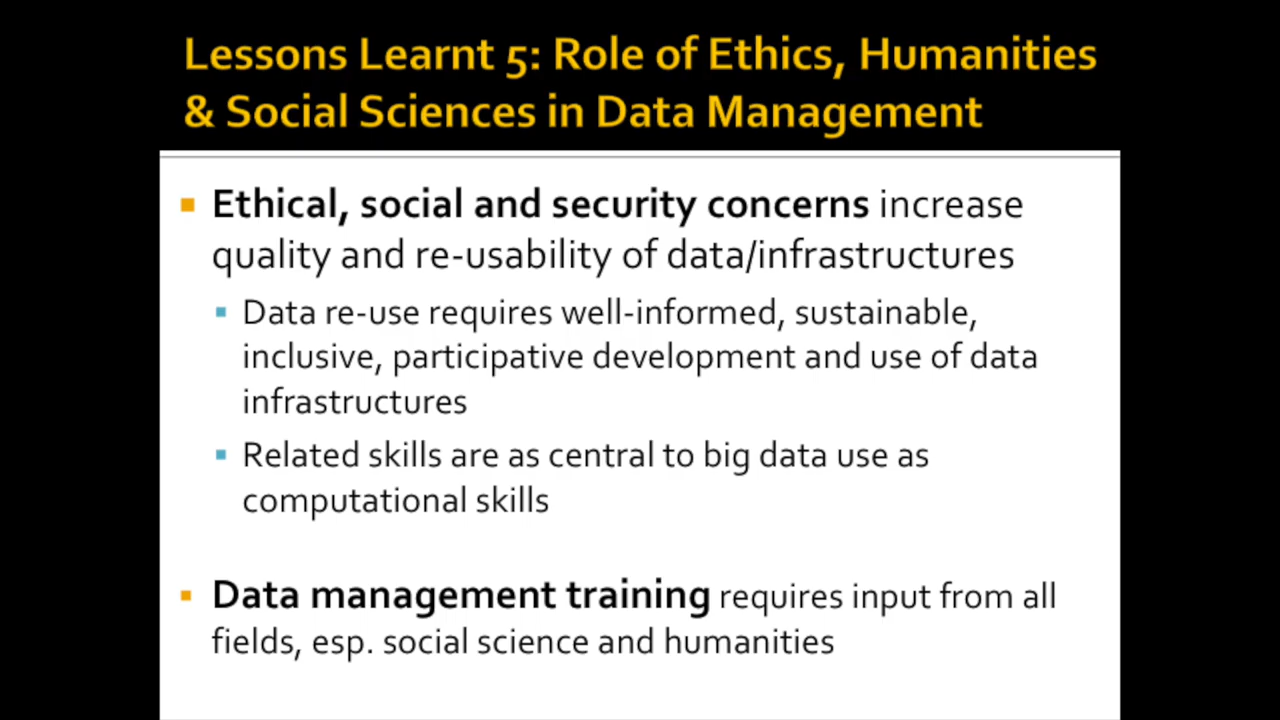 Lessons Learnt 5: Role of Ethics, Humanities
& Social Sciences in Data Management
Ethical, social and security concerns increase
quality and re-usability of data/infrastructures
Data re-use requires well-informed, sustainable,
inclusive, participative development and use of data
infrastructures
Related skills are as central to big data use as
computational skills
Data management training requires input from all
fields, esp. social science and humanities